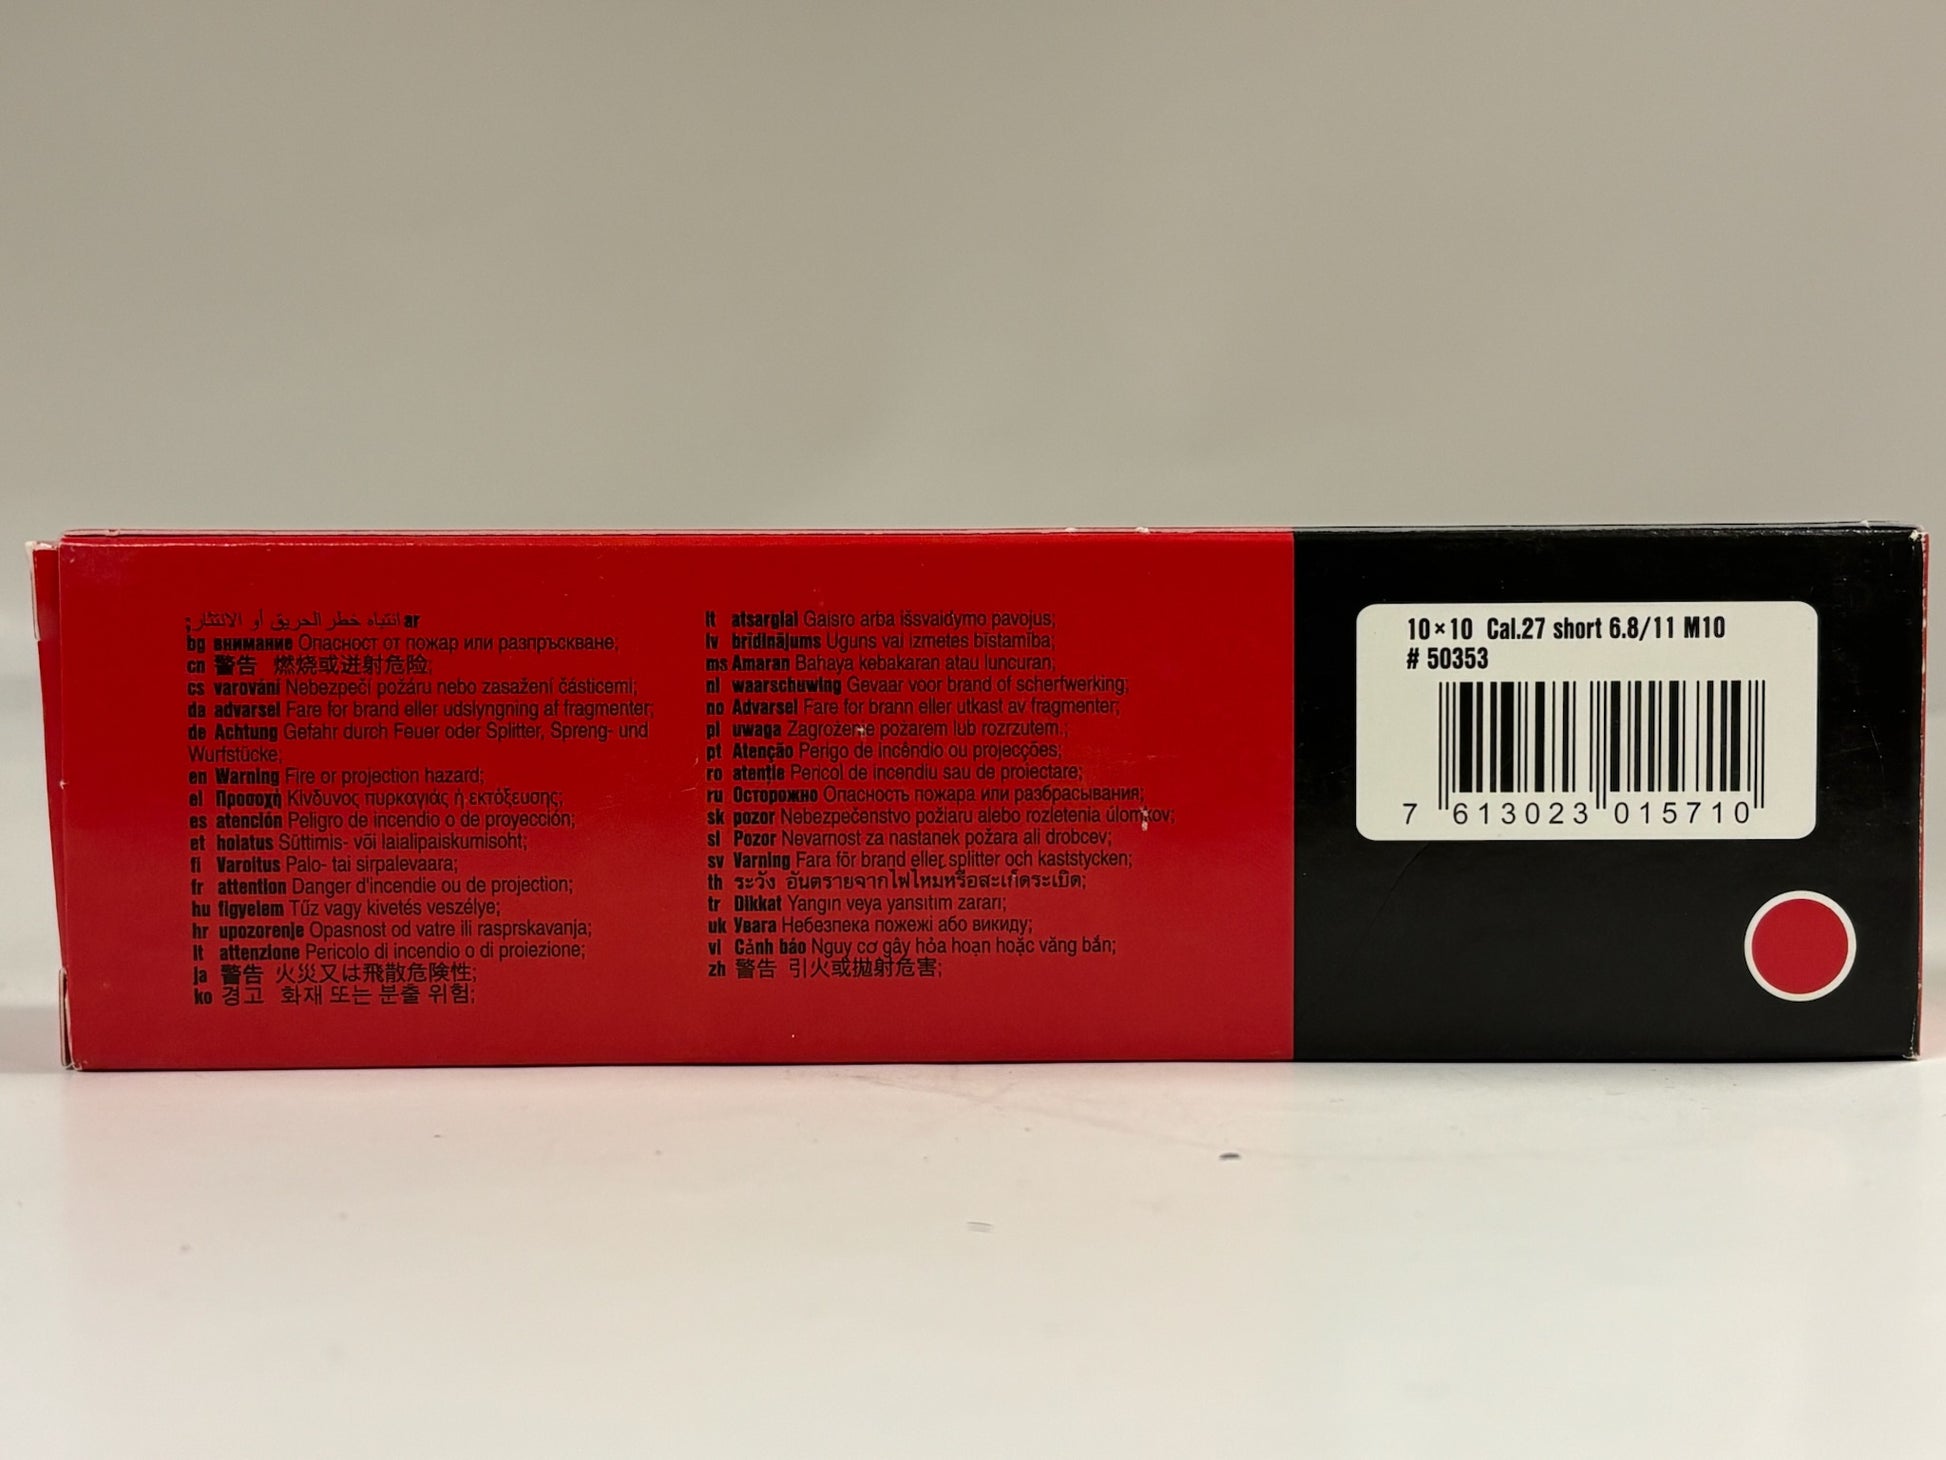 ar انتباه خطر الحريق أو الانتثار;
bg внимание Опасност от пожар или разпръскване;
cn 警告 燃烧或迸射危险;
cs varování Nebezpečí požáru nebo zasažení částicemi;
da advarsel Fare for brand eller udslyngning af fragmenter;
de Achtung Gefahr durch Feuer oder Splitter, Spreng- und
Wurfstücke;
en Warning Fire or projection hazard;
el Προσοχή Κίνδυνος πυρκαγιάς ή εκτόξευσης;
es atención Peligro de incendio o de proyección;
et hoiatus Süttimis- või laialipaiskumisoht;
fi Varoitus Palo- tai sirpalevaara;
fr attention Danger d'incendie ou de projection;
hu figyelem Tűz vagy kivetés veszélye;
hr upozorenje Opasnost od vatre ili rasprskavanja;
it attenzione Pericolo di incendio o di proiezione;
ja 警告 火災又は飛散危険性;
ko 경고 화재 또는 분출 위험;
lt atsargiai Gaisro arba išsvaidymo pavojus;
lv brīdinājums Uguns vai izmetes bīstamība;
ms Amaran Bahaya kebakaran atau luncuran;
nl waarschuwing Gevaar voor brand of scherfwerking;
no Advarsel Fare for brann eller utkast av fragmenter;
pl uwaga Zagrożenie pożarem lub rozrzutem.;
pt Atenção Perigo de incêndio ou projecções;
ro atenție Pericol de incendiu sau de proiectare;
ru Осторожно Опасность пожара или разбрасывания;
sk pozor Nebezpečenstvo požiaru alebo rozletenia úlomkov;
sl Pozor Nevarnost za nastanek požara ali drobcev;
sv Varning Fara för brand eller splitter och kaststycken;
th ระวัง อันตรายจากไฟไหม้หรือสะเก็ดระเบิด;
tr Dikkat Yangın veya yansıtım zararı;
uk Увага Небезпека пожежі або викиду;
vi Cảnh báo Nguy cơ gây hỏa hoạn hoặc văng bắn;
zh 警告 引火或拋射危害;
10×10 Cal.27 short 6.8/11 M10
# 50353
7 613023 015710